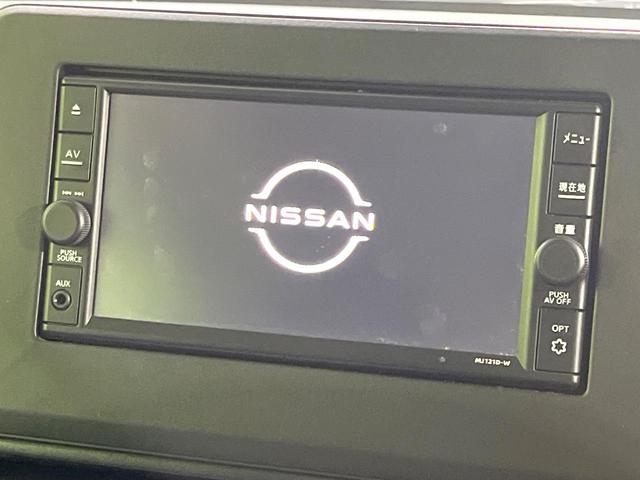 AV
PUSH
SOURCE
AUX
NISSAN
メニュー
現在地
音量
PUSH
AV OFF
OPT
MJ121D-W